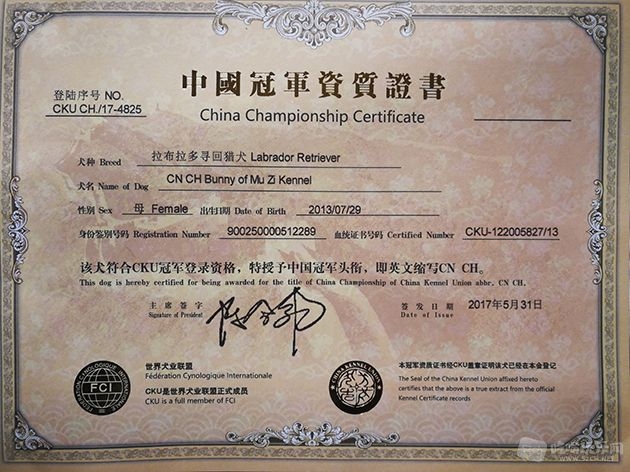 中國冠軍資質證書
China Championship Certificate
登陆序号 NO.
CKU CH./17-4825
犬种 Breed 拉布拉多寻回猎犬 Labrador Retriever
犬名 Name of Dog CN CH Bunny of Mu Zi Kennel
性别 Sex 母 Female 出生日期 Date of Birth 2013/07/29
身份鉴别号码 Registration Number 900250000512289 血统证书号码 Certified Number CKU-122005827/13
该犬符合CKU冠军登录资格，特授予中国冠军头衔，即英文缩写CN CH。
This dog is hereby certified for being awarded for the title of China Championship of China Kennel Union abbr. CN CH.
主席签字 签发日期 2017年5月31日
Signature of President Date of Issue
世界犬业联盟
Fédération Cynologique Internationale
CKU是世界犬业联盟正式成员
CKU is a full member of FCI
FCI
CHINA KENNEL UNION
本冠军资质证书经CKU盖章证明该犬已经在本会登记
The Seal of the China Kennel Union affixed hereto
certifies that the above is a true extract from the official
Kennel Certificate records